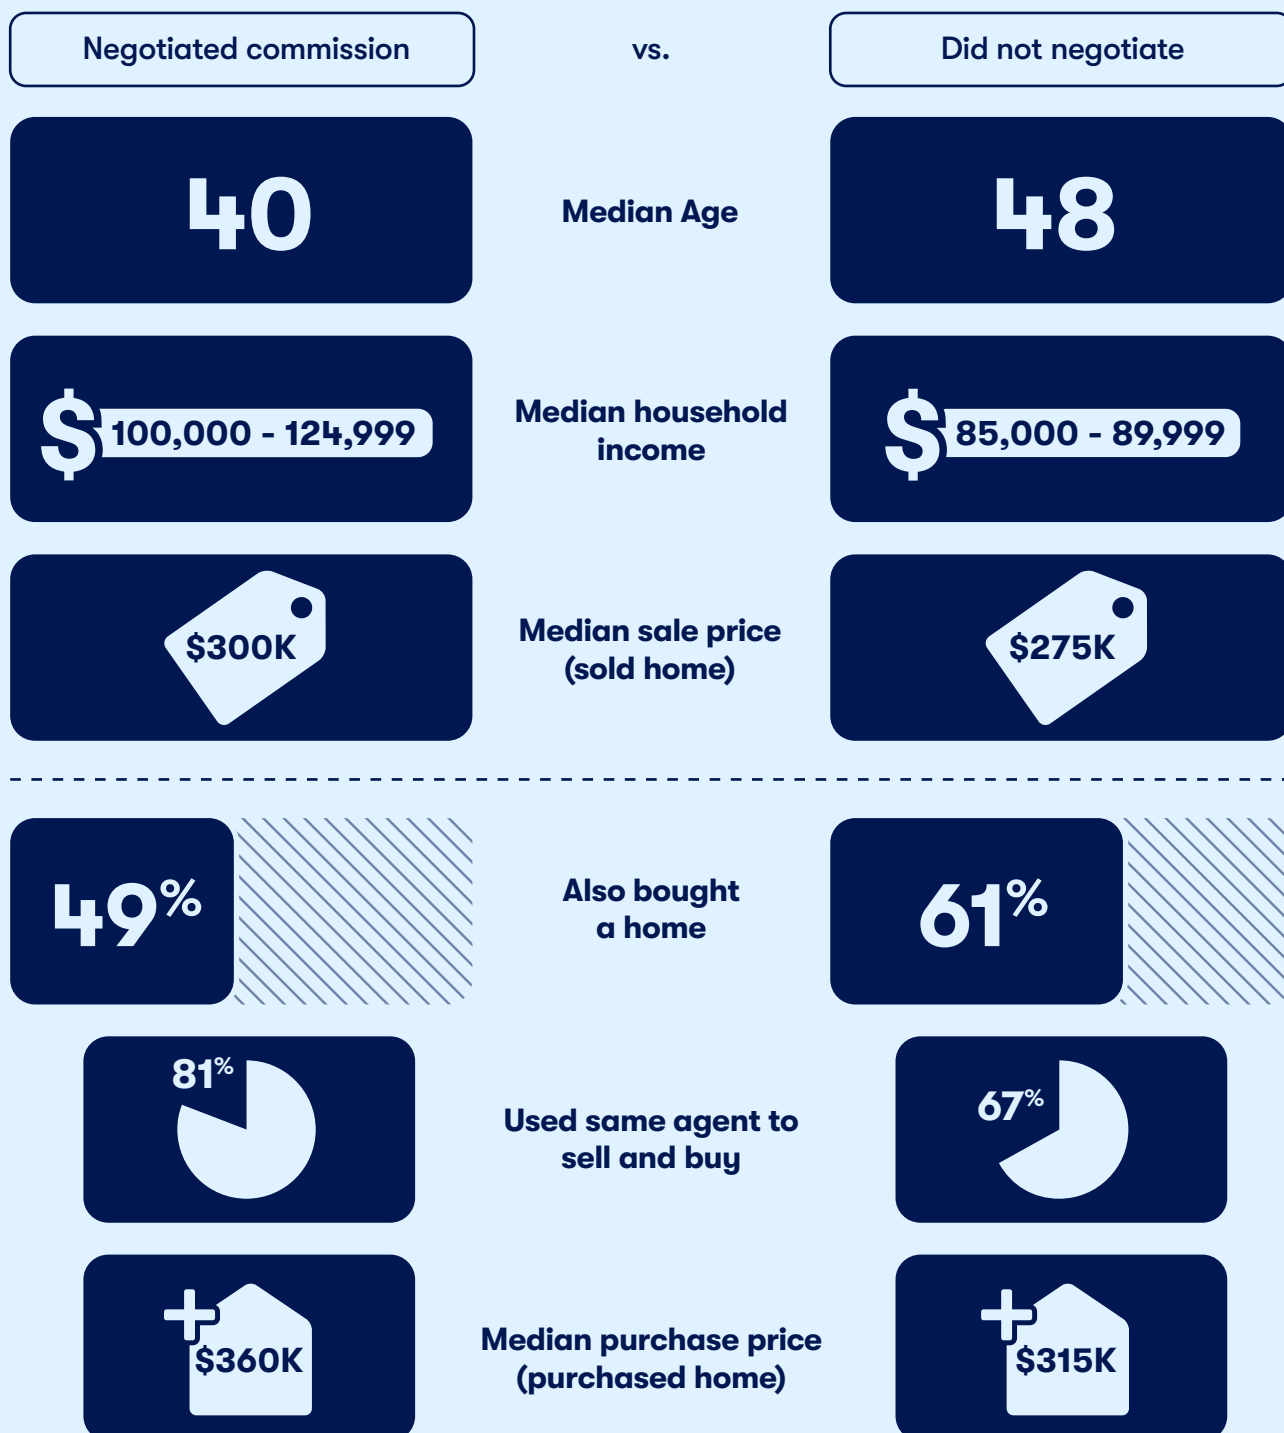 Negotiated commission
vs.
Did not negotiate
40
Median Age
48
$ 100,000 - 124,999
Median household
income
$ 85,000 - 89,999
$300K
Median sale price
(sold home)
$275K
49%
Also bought
a home
61%
81%
Used same agent to
sell and buy
67%
$360K
Median purchase price
(purchased home)
$315K